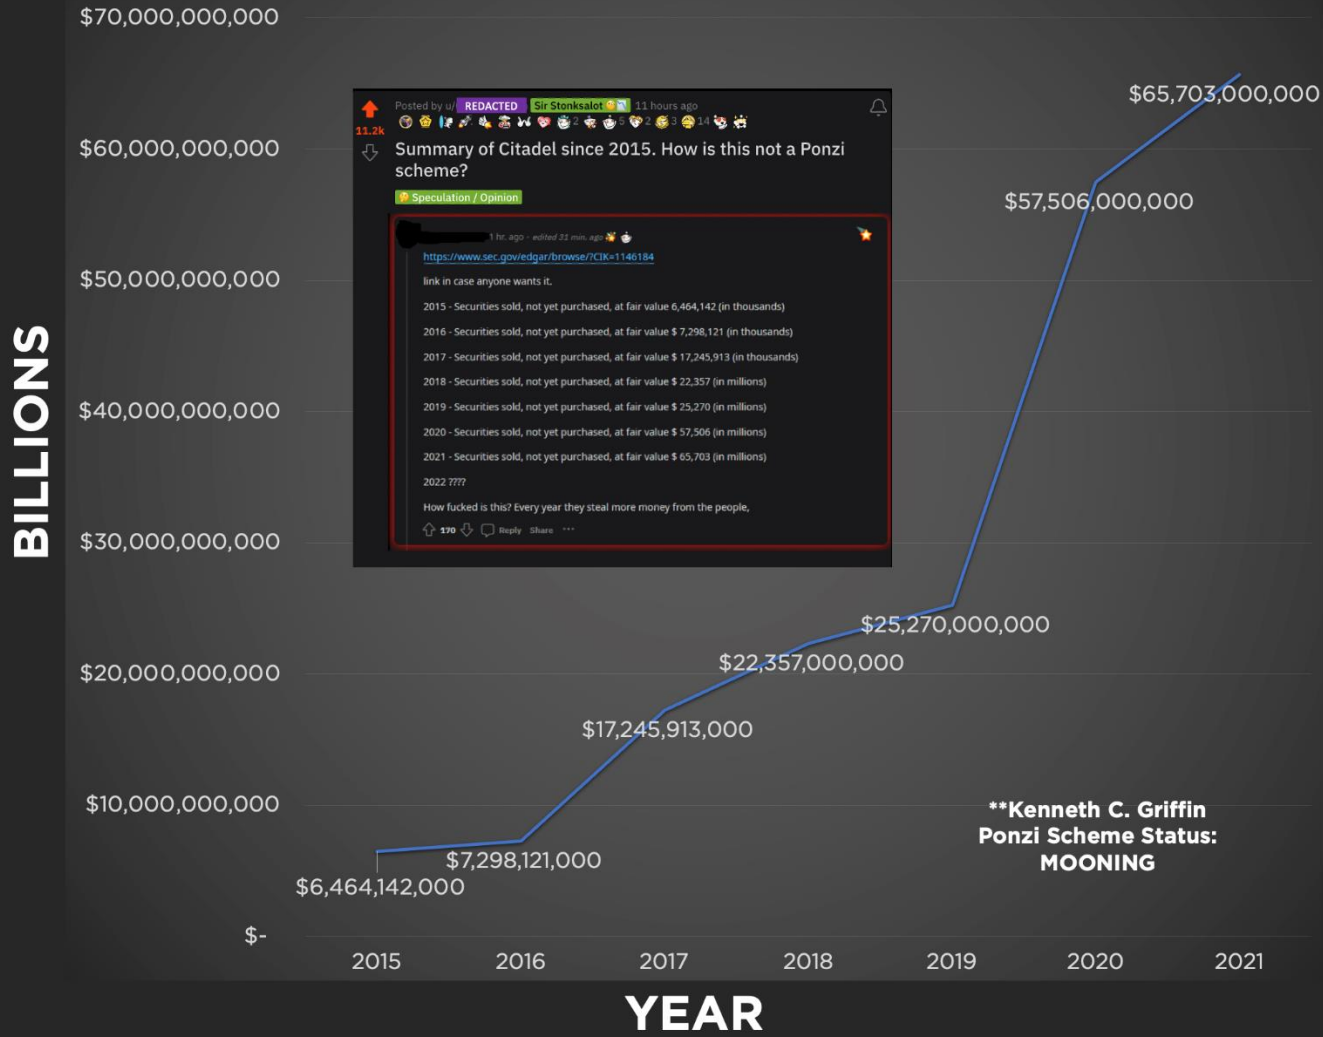 $70,000,000,000
$60,000,000,000
$50,000,000,000
$40,000,000,000
$30,000,000,000
$20,000,000,000
$10,000,000,000
$-
BILLIONS
Posted by u/ REDACTED Sir Stonksalot 11 hours ago
2 5 2 3 14
11.2k
Summary of Citadel since 2015. How is this not a Ponzi
scheme?
🤔 Speculation / Opinion
1 hr. ago - edited 31 min. ago
https://www.sec.gov/edgar/browse/?CIK=1146184
link in case anyone wants it.
2015 - Securities sold, not yet purchased, at fair value 6,464,142 (in thousands)
2016 - Securities sold, not yet purchased, at fair value $ 7,298,121 (in thousands)
2017 - Securities sold, not yet purchased, at fair value $ 17,245,913 (in thousands)
2018 - Securities sold, not yet purchased, at fair value $ 22,357 (in millions)
2019 - Securities sold, not yet purchased, at fair value $ 25,270 (in millions)
2020 - Securities sold, not yet purchased, at fair value $ 57,506 (in millions)
2021 - Securities sold, not yet purchased, at fair value $ 65,703 (in millions)
2022 ????
How fucked is this? Every year they steal more money from the people,
170 Reply Share ···
$6,464,142,000
$7,298,121,000
$17,245,913,000
$22,357,000,000
$25,270,000,000
$57,506,000,000
$65,703,000,000
**Kenneth C. Griffin
Ponzi Scheme Status:
MOONING
2015 2016 2017 2018 2019 2020 2021
YEAR